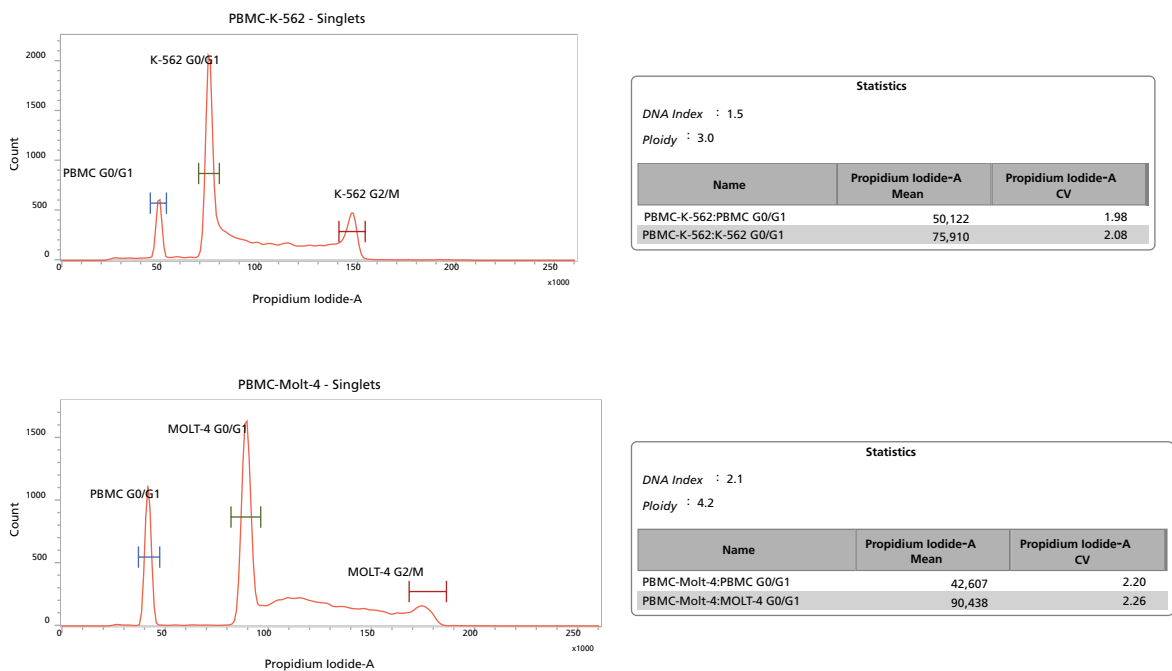 PBMC-K-562 - Singlets
K-562 G0/G1
PBMC G0/G1
K-562 G2/M
Count
2000
1500
1000
500
0
0 50 100 150 200 250
x1000
Propidium Iodide-A
Statistics
DNA Index : 1.5
Ploidy : 3.0
Name Propidium Iodide-A Mean Propidium Iodide-A CV
PBMC-K-562:PBMC G0/G1 50,122 1.98
PBMC-K-562:K-562 G0/G1 75,910 2.08
PBMC-Molt-4 - Singlets
MOLT-4 G0/G1
PBMC G0/G1
MOLT-4 G2/M
Count
1500
1000
500
0
0 50 100 150 200 250
x1000
Propidium Iodide-A
Statistics
DNA Index : 2.1
Ploidy : 4.2
Name Propidium Iodide-A Mean Propidium Iodide-A CV
PBMC-Molt-4:PBMC G0/G1 42,607 2.20
PBMC-Molt-4:MOLT-4 G0/G1 90,438 2.26